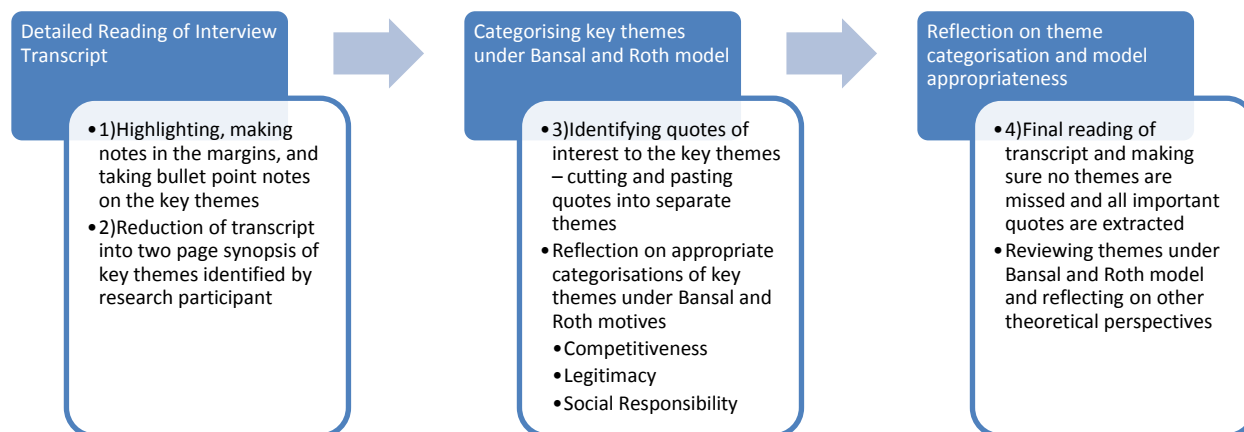 Detailed Reading of Interview
Transcript
•1)Highlighting, making
notes in the margins, and
taking bullet point notes
on the key themes
•2)Reduction of transcript
into two page synopsis of
key themes identified by
research participant
Categorising key themes
under Bansal and Roth model
•3)Identifying quotes of
interest to the key themes
– cutting and pasting
quotes into separate
themes
•Reflection on appropriate
categorisations of key
themes under Bansal and
Roth motives
•Competitiveness
•Legitimacy
•Social Responsibility
Reflection on theme
categorisation and model
appropriateness
•4)Final reading of
transcript and making
sure no themes are
missed and all important
quotes are extracted
•Reviewing themes under
Bansal and Roth model
and reflecting on other
theoretical perspectives